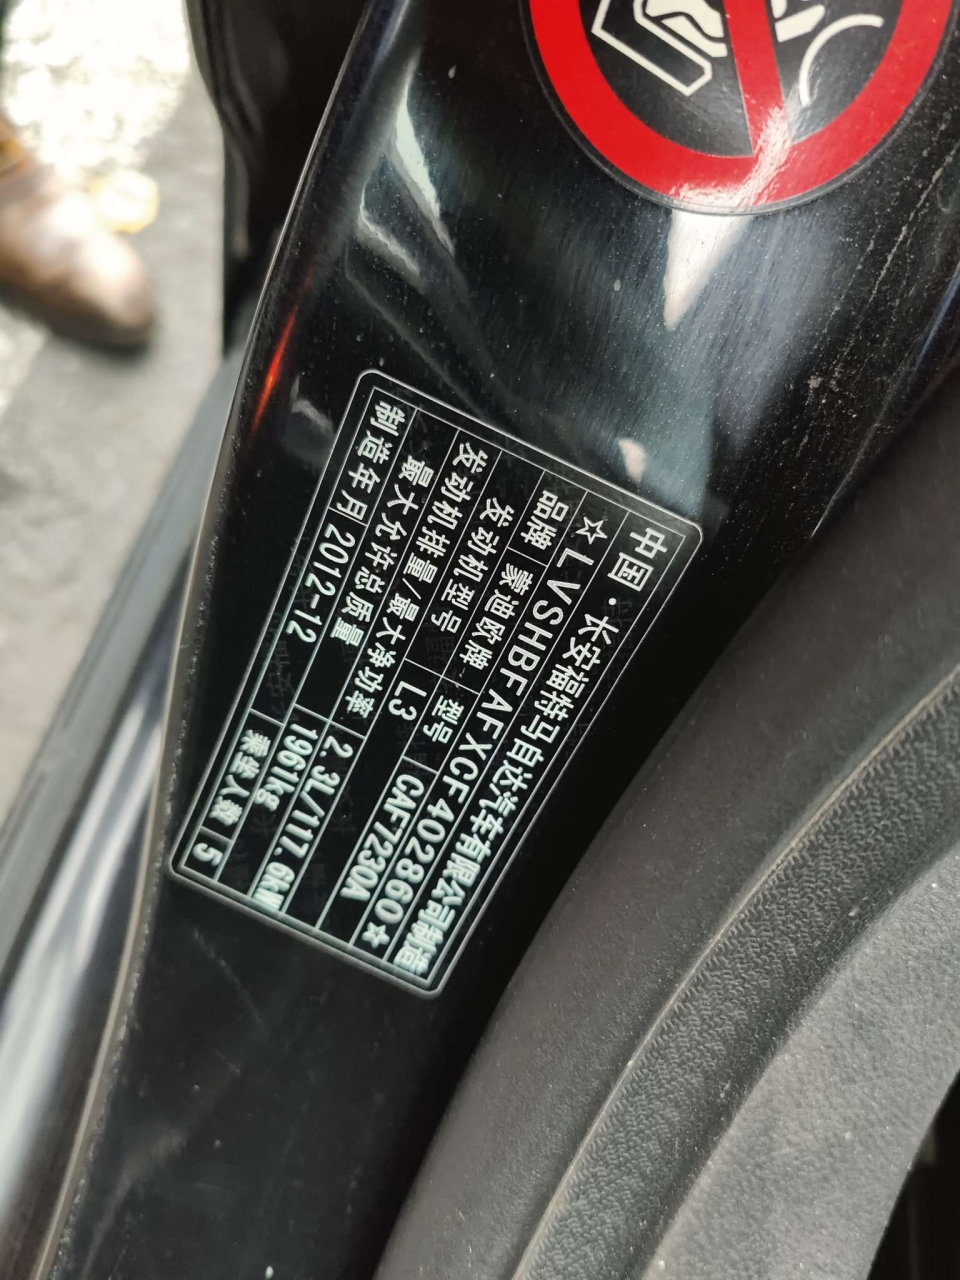 中国·长安福特马自达汽车有限公司制造
☆LVSHBFAFXCF402860☆
品牌 蒙迪欧牌 型号 CAF7230A
发动机型号 L3
发动机排量/最大净功率 2.3L/117.6kW
最大允许总质量 1961kg
制造年月 2012-12 乘坐人数 5